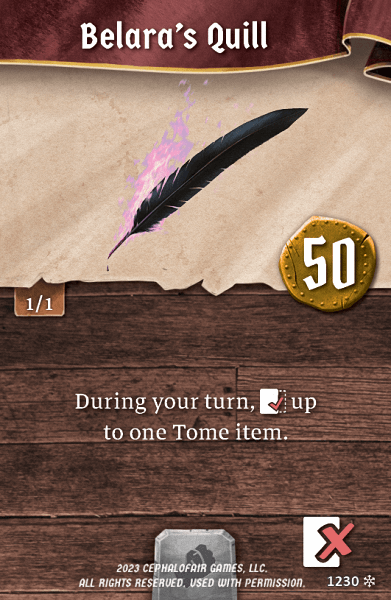 Belara's Quill
50
1/1
During your turn, up
to one Tome item.
2023 CEPHALOFAIR GAMES, LLC.
ALL RIGHTS RESERVED. USED WITH PERMISSION.
1230